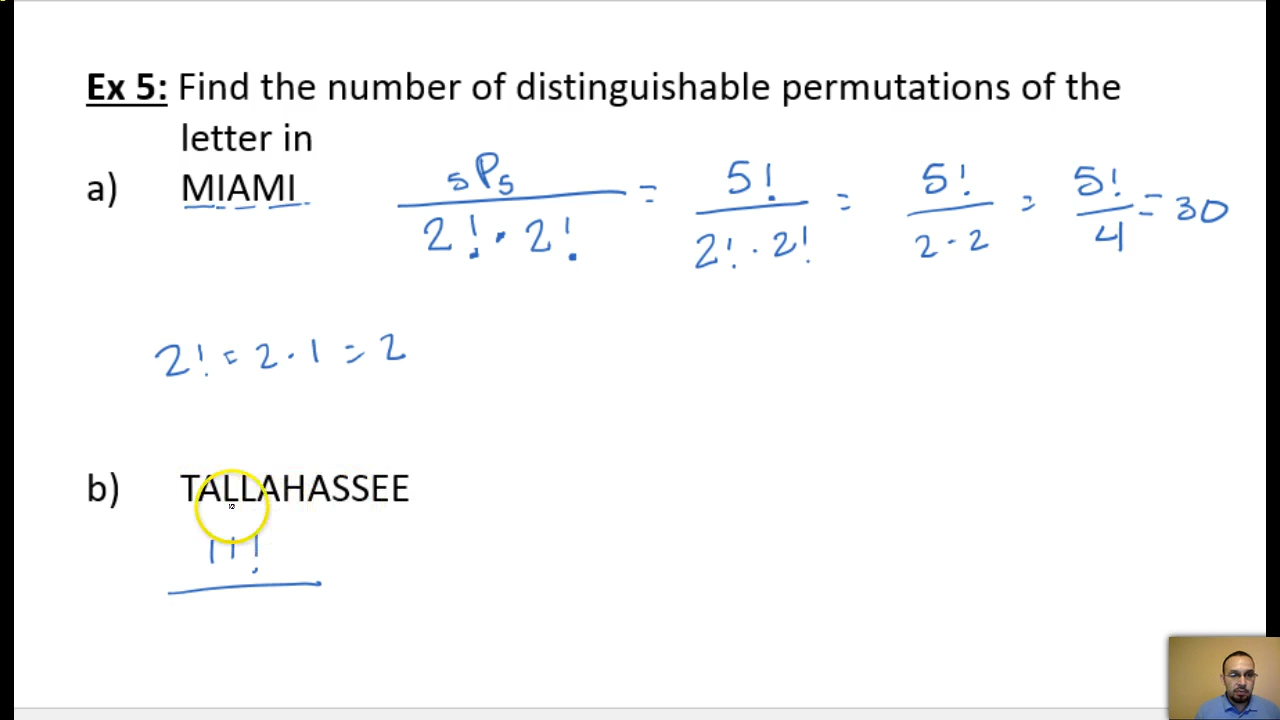 Ex 5: Find the number of distinguishable permutations of the
letter in
a) MIAMI 5P5 / 2! · 2! = 5! / 2! · 2! = 5! / 2 · 2 = 5! / 4 = 30
2! = 2 · 1 = 2
b) TALLAHASSEE
11!